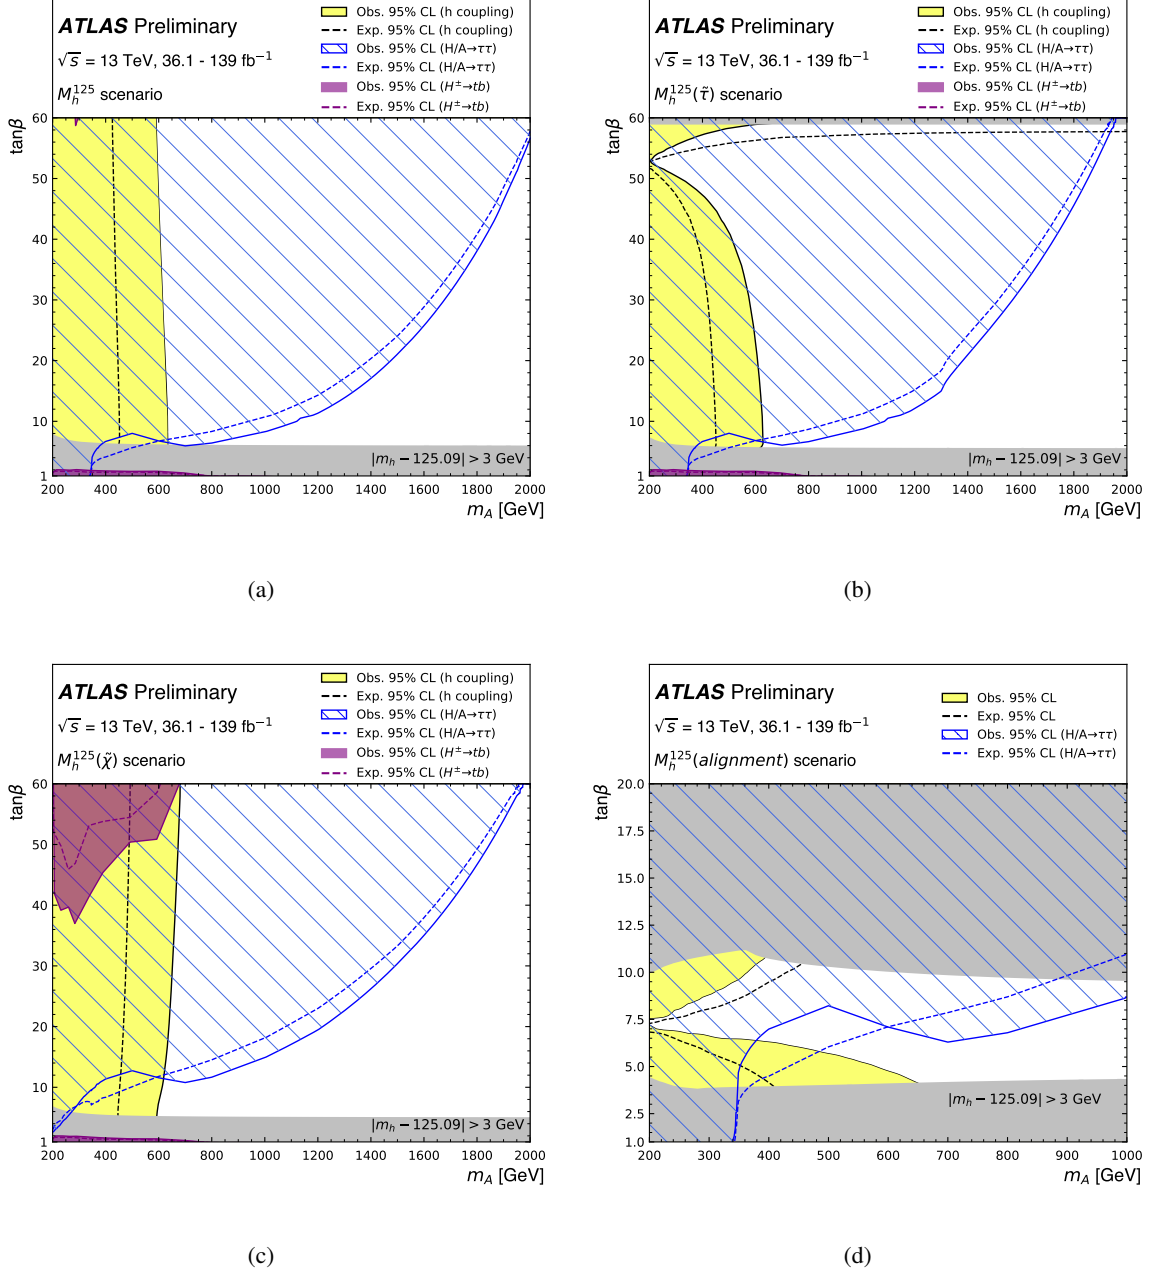 ATLAS Preliminary
√s = 13 TeV, 36.1 - 139 fb⁻¹
M_h^125 scenario
Obs. 95% CL (h coupling)
Exp. 95% CL (h coupling)
Obs. 95% CL (H/A→ττ)
Exp. 95% CL (H/A→ττ)
Obs. 95% CL (H±→tb)
Exp. 95% CL (H±→tb)
tanβ
60
50
40
30
20
10
1
|m_h − 125.09| > 3 GeV
200 400 600 800 1000 1200 1400 1600 1800 2000
m_A [GeV]
(a)
ATLAS Preliminary
√s = 13 TeV, 36.1 - 139 fb⁻¹
M_h^125(τ̃) scenario
Obs. 95% CL (h coupling)
Exp. 95% CL (h coupling)
Obs. 95% CL (H/A→ττ)
Exp. 95% CL (H/A→ττ)
Obs. 95% CL (H±→tb)
Exp. 95% CL (H±→tb)
tanβ
60
50
40
30
20
10
1
|m_h − 125.09| > 3 GeV
200 400 600 800 1000 1200 1400 1600 1800 2000
m_A [GeV]
(b)
ATLAS Preliminary
√s = 13 TeV, 36.1 - 139 fb⁻¹
M_h^125(χ̃) scenario
Obs. 95% CL (h coupling)
Exp. 95% CL (h coupling)
Obs. 95% CL (H/A→ττ)
Exp. 95% CL (H/A→ττ)
Obs. 95% CL (H±→tb)
Exp. 95% CL (H±→tb)
tanβ
60
50
40
30
20
10
1
|m_h − 125.09| > 3 GeV
200 400 600 800 1000 1200 1400 1600 1800 2000
m_A [GeV]
(c)
ATLAS Preliminary
√s = 13 TeV, 36.1 - 139 fb⁻¹
M_h^125(alignment) scenario
Obs. 95% CL
Exp. 95% CL
Obs. 95% CL (H/A→ττ)
Exp. 95% CL (H/A→ττ)
tanβ
20.0
17.5
15.0
12.5
10.0
7.5
5.0
2.5
1.0
|m_h − 125.09| > 3 GeV
200 300 400 500 600 700 800 900 1000
m_A [GeV]
(d)